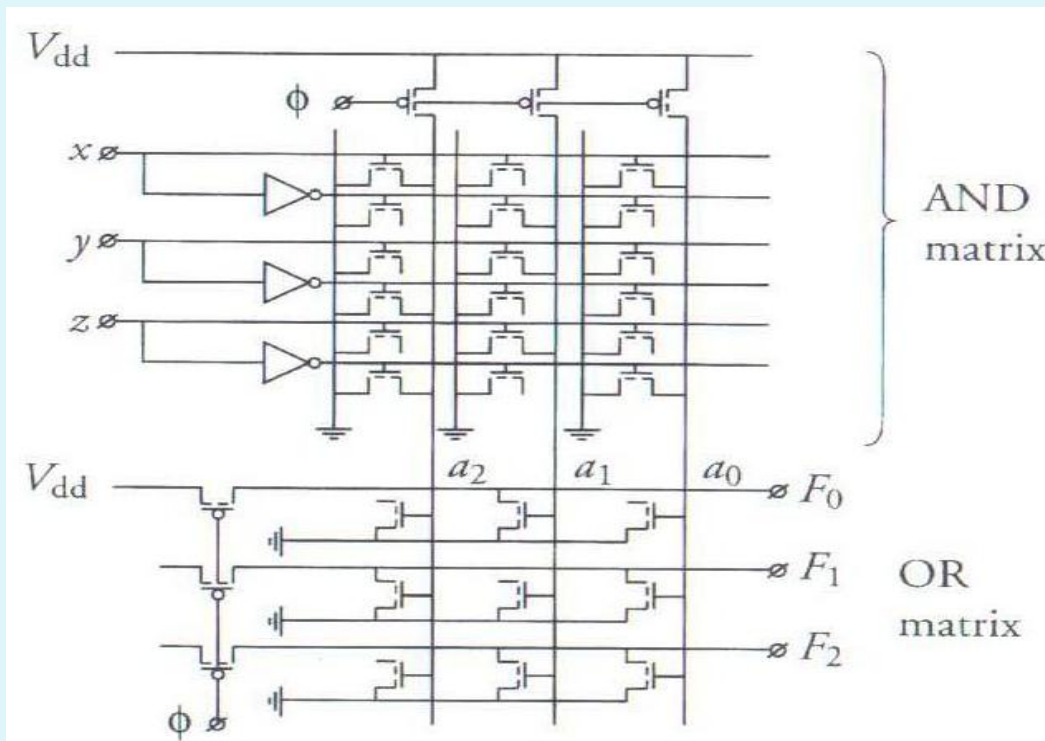 V_dd
ϕ
x
AND
y
matrix
z
V_dd a_2 a_1 a_0 F_0
F_1 OR
matrix
F_2
ϕ